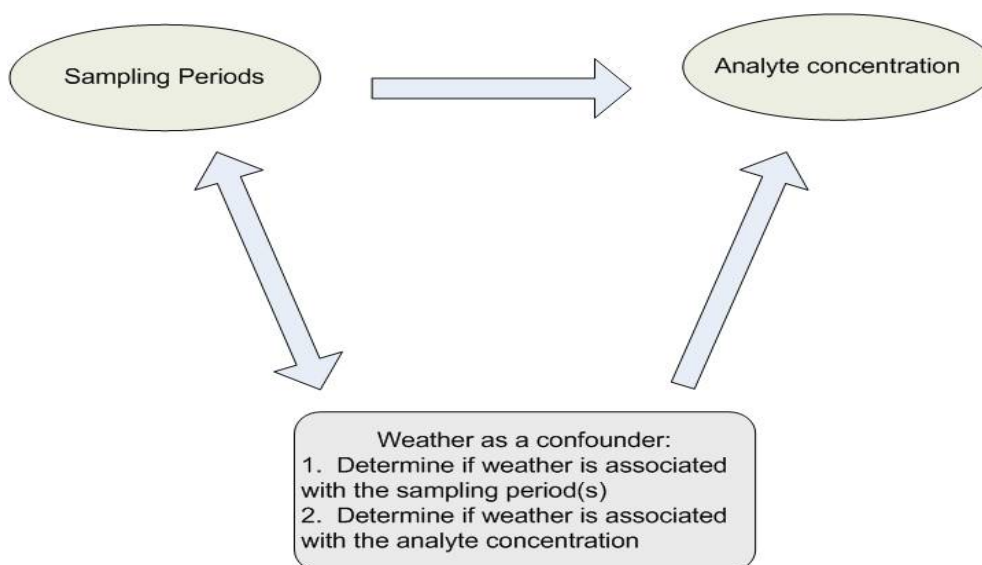 Sampling Periods
Analyte concentration
Weather as a confounder:
1. Determine if weather is associated
with the sampling period(s)
2. Determine if weather is associated
with the analyte concentration